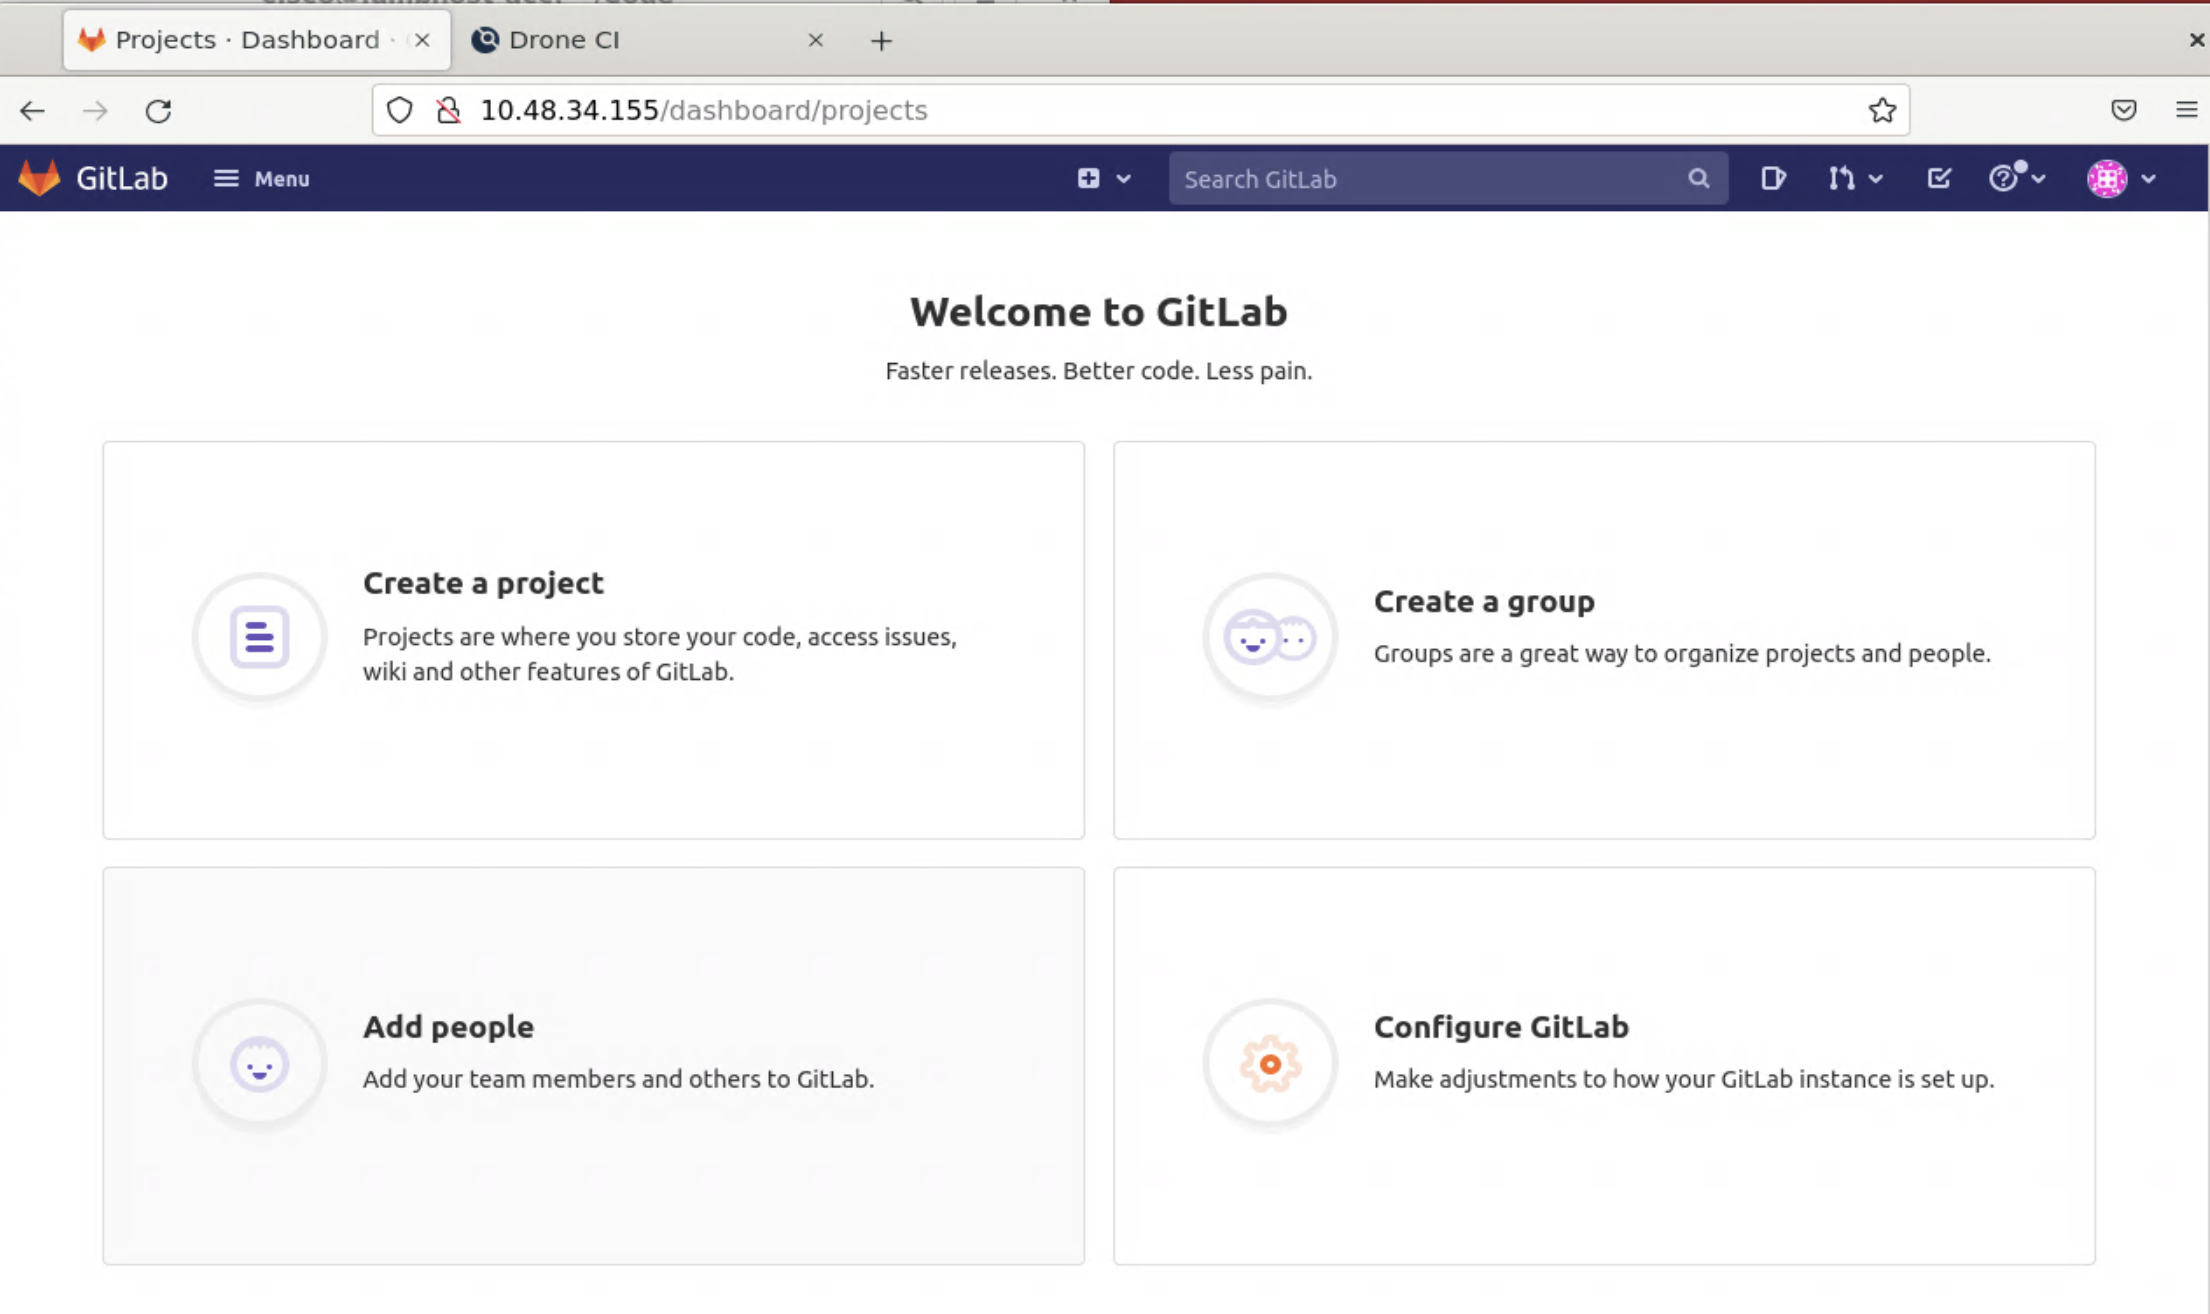 Projects · Dashboard ·
Drone CI
10.48.34.155/dashboard/projects
GitLab
Menu
Search GitLab
Welcome to GitLab
Faster releases. Better code. Less pain.
Create a project
Projects are where you store your code, access issues,
wiki and other features of GitLab.
Create a group
Groups are a great way to organize projects and people.
Add people
Add your team members and others to GitLab.
Configure GitLab
Make adjustments to how your GitLab instance is set up.